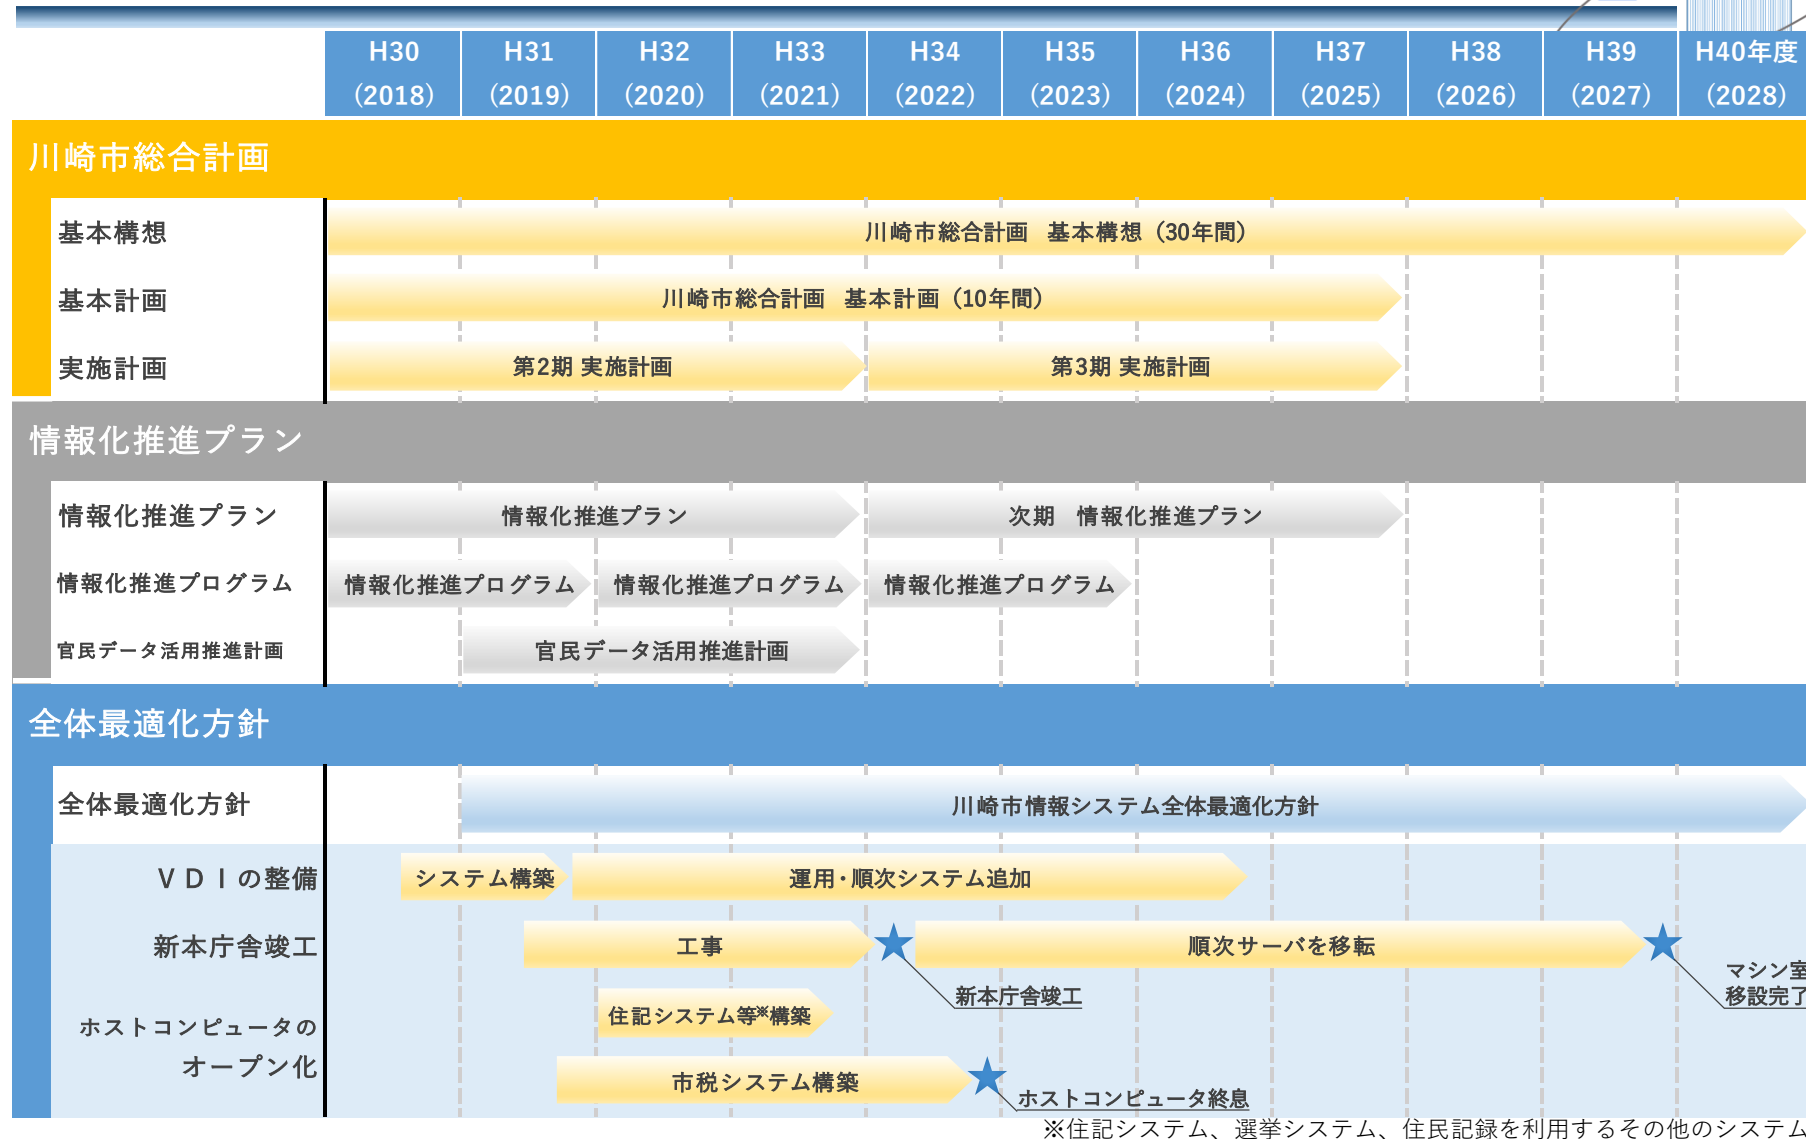 H30 H31 H32 H33 H34 H35 H36 H37 H38 H39 H40年度
(2018) (2019) (2020) (2021) (2022) (2023) (2024) (2025) (2026) (2027) (2028)
川崎市総合計画
基本構想
川崎市総合計画 基本構想（30年間）
基本計画
川崎市総合計画 基本計画（10年間）
実施計画
第2期 実施計画
第3期 実施計画
情報化推進プラン
情報化推進プラン
情報化推進プラン
次期 情報化推進プラン
情報化推進プログラム
情報化推進プログラム
情報化推進プログラム
情報化推進プログラム
官民データ活用推進計画
官民データ活用推進計画
全体最適化方針
全体最適化方針
川崎市情報システム全体最適化方針
ＶＤＩの整備
システム構築
運用・順次システム追加
新本庁舎竣工
工事
順次サーバを移転
新本庁舎竣工
マシン室
移設完了
ホストコンピュータの
オープン化
住記システム等※構築
市税システム構築
ホストコンピュータ終息
※住記システム、選挙システム、住民記録を利用するその他のシステム